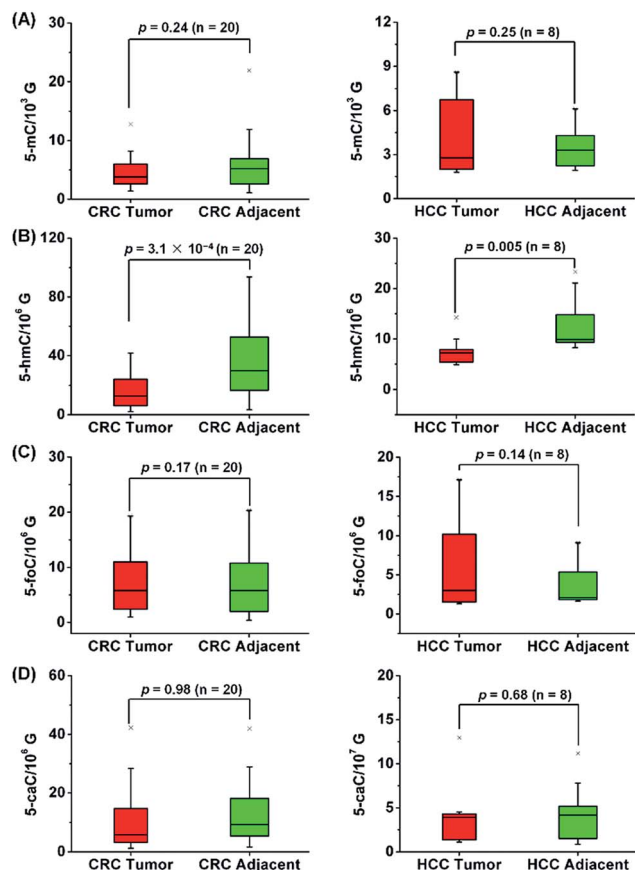 (A)
p = 0.24 (n = 20)
5-mC/10³ G
30
20
10
0
CRC Tumor CRC Adjacent
p = 0.25 (n = 8)
5-mC/10³ G
12
9
6
3
0
HCC Tumor HCC Adjacent
(B)
p = 3.1 × 10⁻⁴ (n = 20)
5-hmC/10⁶ G
120
80
40
0
CRC Tumor CRC Adjacent
p = 0.005 (n = 8)
5-hmC/10⁶ G
30
20
10
0
HCC Tumor HCC Adjacent
(C)
p = 0.17 (n = 20)
5-foC/10⁶ G
30
20
10
0
CRC Tumor CRC Adjacent
p = 0.14 (n = 8)
5-foC/10⁶ G
20
15
10
5
0
HCC Tumor HCC Adjacent
(D)
p = 0.98 (n = 20)
5-caC/10⁶ G
60
40
20
0
CRC Tumor CRC Adjacent
p = 0.68 (n = 8)
5-caC/10⁷ G
20
15
10
5
0
HCC Tumor HCC Adjacent